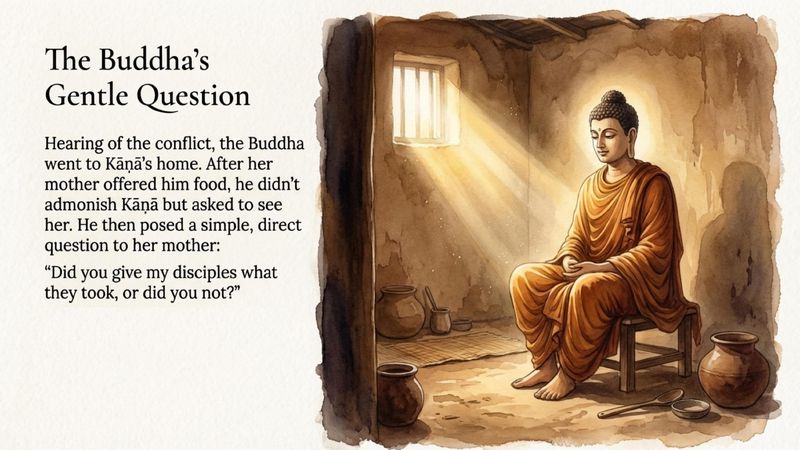 The Buddha’s
Gentle Question
Hearing of the conflict, the Buddha
went to Kāṇā’s home. After her
mother offered him food, he didn’t
admonish Kāṇā but asked to see
her. He then posed a simple, direct
question to her mother:
“Did you give my disciples what
they took, or did you not?”